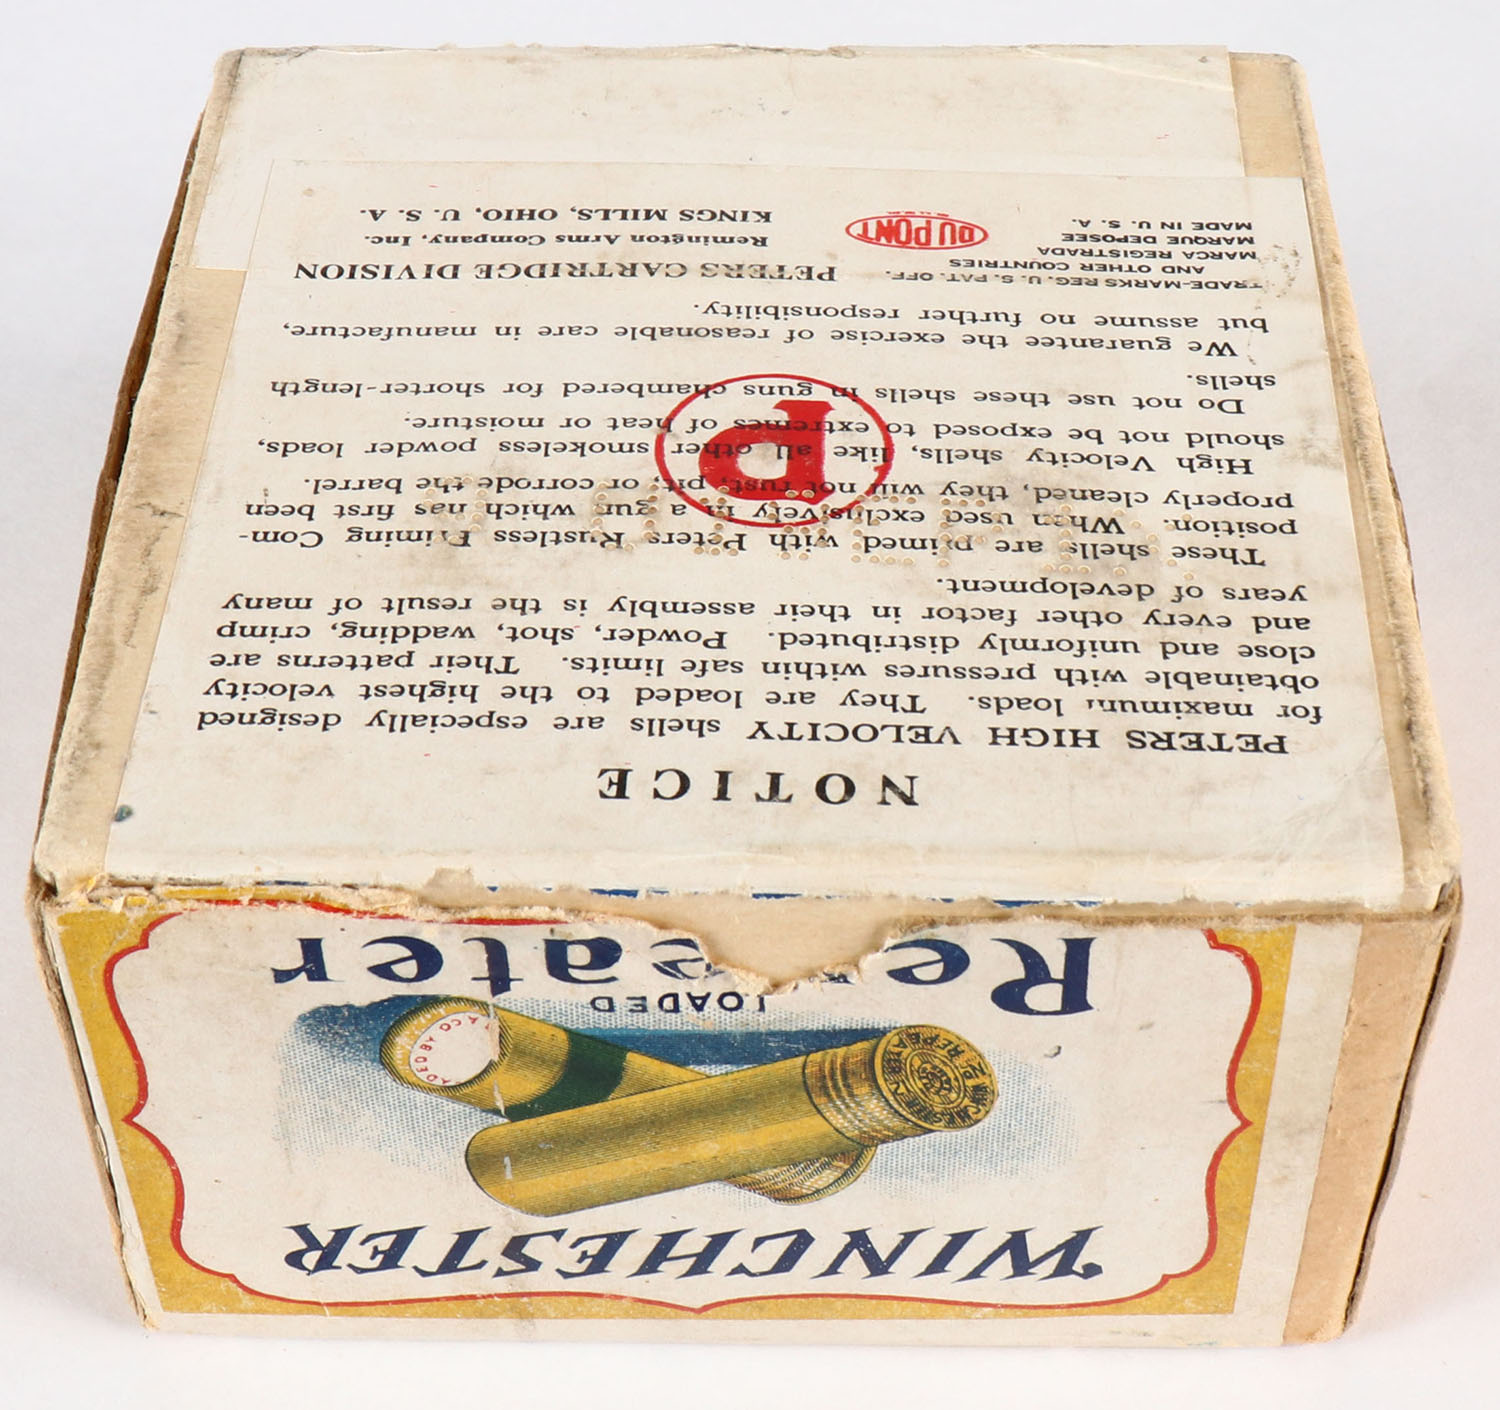 NOTICE
PETERS HIGH VELOCITY shells are especially designed
for maximum loads. They are loaded to the highest velocity
obtainable with pressures within safe limits. Their patterns are
close and uniformly distributed. Powder, shot, wadding, crimp
and every other factor in their assembly is the result of many
years of development.
These shells are primed with Peters Rustless Priming Com-
position. When used exclusively in a gun which has first been
properly cleaned, they will not rust, pit, or corrode the barrel.
High Velocity shells, like all other smokeless powder loads,
should not be exposed to extremes of heat or moisture.
Do not use these shells in guns chambered for shorter-length
shells.
We guarantee the exercise of reasonable care in manufacture,
but assume no further responsibility.
P
TRADE-MARKS REG. U. S. PAT. OFF.
AND OTHER COUNTRIES
MARCA REGISTRADA
MARQUE DEPOSEE
MADE IN U. S. A.
DU PONT
PETERS CARTRIDGE DIVISION
Remington Arms Company, Inc.
KINGS MILLS, OHIO, U. S. A.
WINCHESTER
No REPEATER
LOADED
Re eater